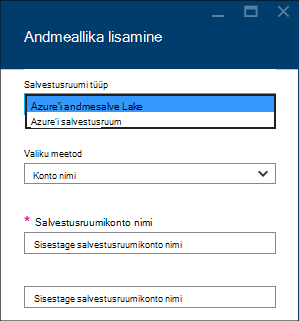 Andmeallika lisamine
Salvestusruumi tüüp
Azure'i andmesalve Lake
Azure'i salvestusruum
Valiku meetod
Konto nimi
* Salvestusruumikonto nimi
Sisestage salvestusruumikonto nimi
Sisestage salvestusruumikonto nimi